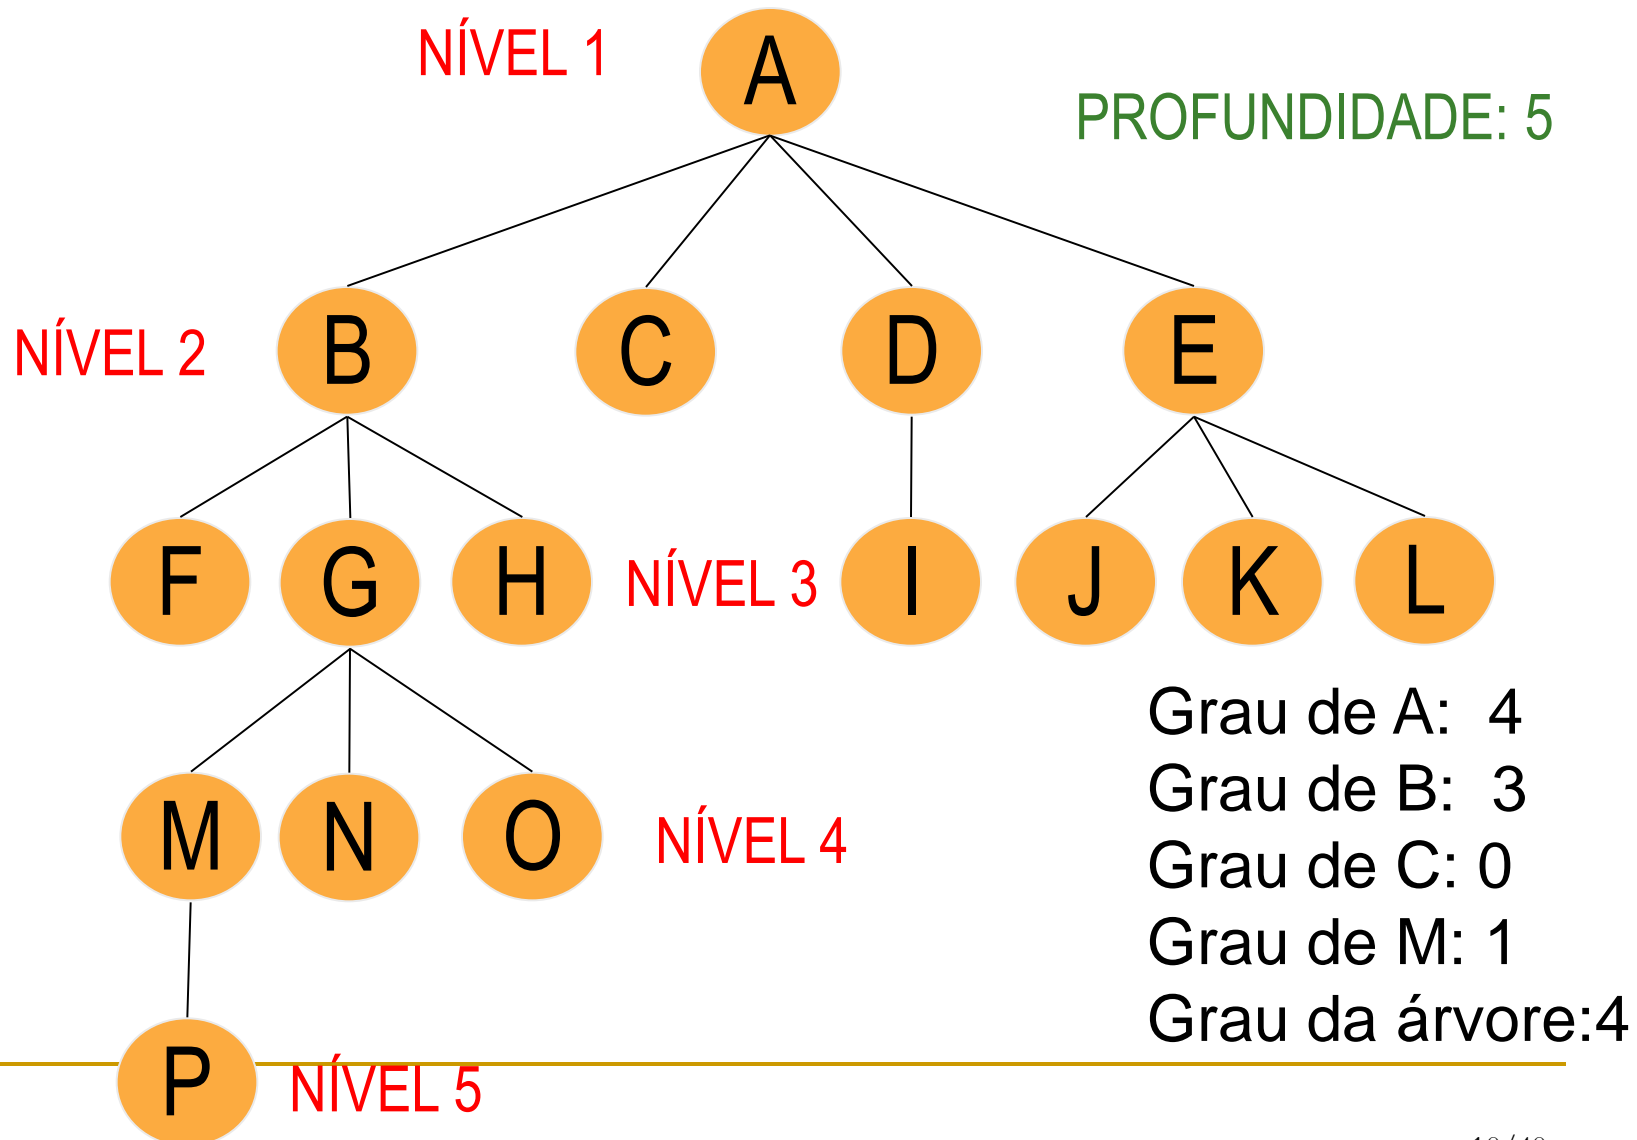 NÍVEL 1 A
PROFUNDIDADE: 5
NÍVEL 2 B C D E
F G H NÍVEL 3 I J K L
Grau de A: 4
Grau de B: 3
M N O NÍVEL 4
Grau de C: 0
Grau de M: 1
Grau da árvore:4
P NÍVEL 5